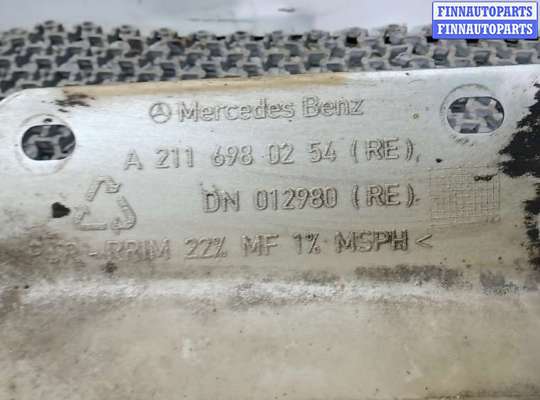 FINNAUTOPARTS
FINNAUTOPARTS
Mercedes Benz
A 211 698 02 54 (RE).
DN 012980 (RE).
-RRIM 22% MF 1% MSPH <